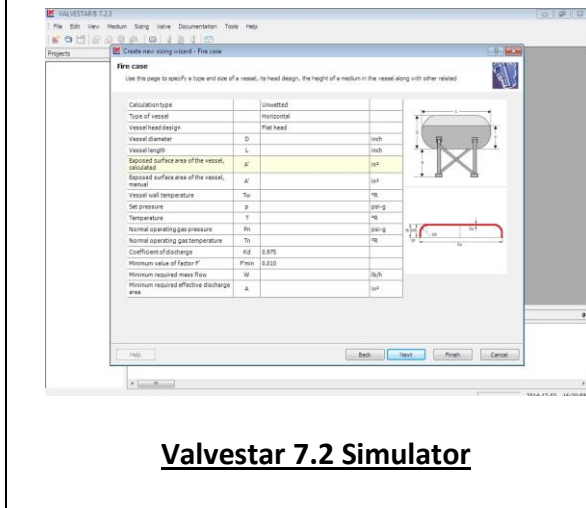 VALVESTAR® 7.2.3
File Edit View Medium Sizing Valve Documentation Tools Help
Projects
Create new sizing wizard - Fire case
Fire case
Use this page to specify a type and size of a vessel, its head design, the height of a medium in the vessel along with other related
Calculation type Unwetted
Type of vessel Horizontal
Vessel head design Flat head
Vessel diameter D inch
Vessel length L inch
Exposed surface area of the vessel, calculated A' in²
Exposed surface area of the vessel, manual A' in²
Vessel wall temperature Tw °R
Set pressure p psi-g
Temperature T °R
Normal operating gas pressure Pn psi-g
Normal operating gas temperature Tn °R
Coefficient of discharge Kd 0.975
Minimum value of factor F' F'min 0.010
Minimum required mass flow W lb/h
Minimum required effective discharge area A in²
Help Back Next Finish Cancel
Valvestar 7.2 Simulator